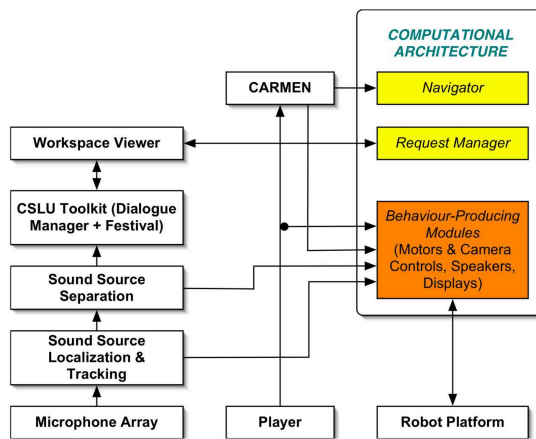 COMPUTATIONAL
ARCHITECTURE
CARMEN
Navigator
Workspace Viewer
Request Manager
CSLU Toolkit (Dialogue
Manager + Festival)
Behaviour-Producing
Modules
(Motors & Camera
Controls, Speakers,
Displays)
Sound Source
Separation
Sound Source
Localization &
Tracking
Microphone Array
Player
Robot Platform